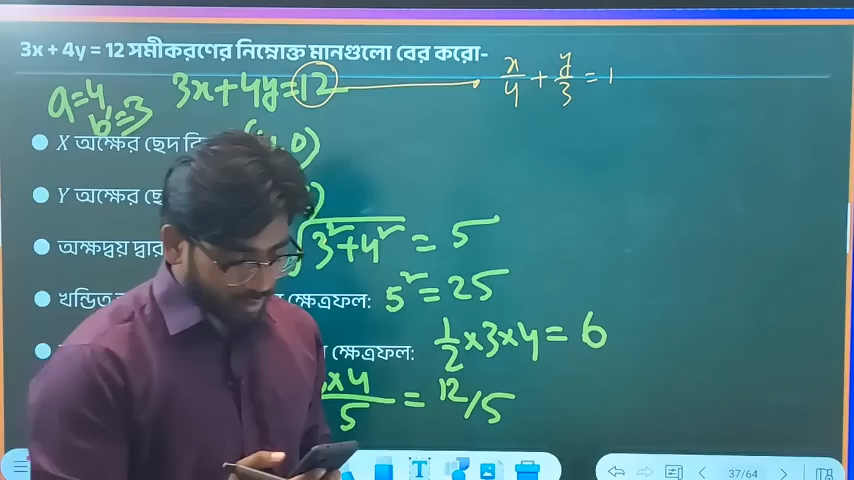 3x + 4y = 12 সমীকরণের নিম্নোক্ত মানগুলো বের করো-
a=4, b=3
3x+4y=12
x/4 + y/3 = 1
X অক্ষের ছেদ
, 0)
Y অক্ষের
অক্ষদ্বয়
√3²+4² = 5
খন্ডিত
ক্ষেত্রফল: 5² = 25
ক্ষেত্রফল: 1/2 ×3×4 = 6
×4/5 = 12/5
T
37/64